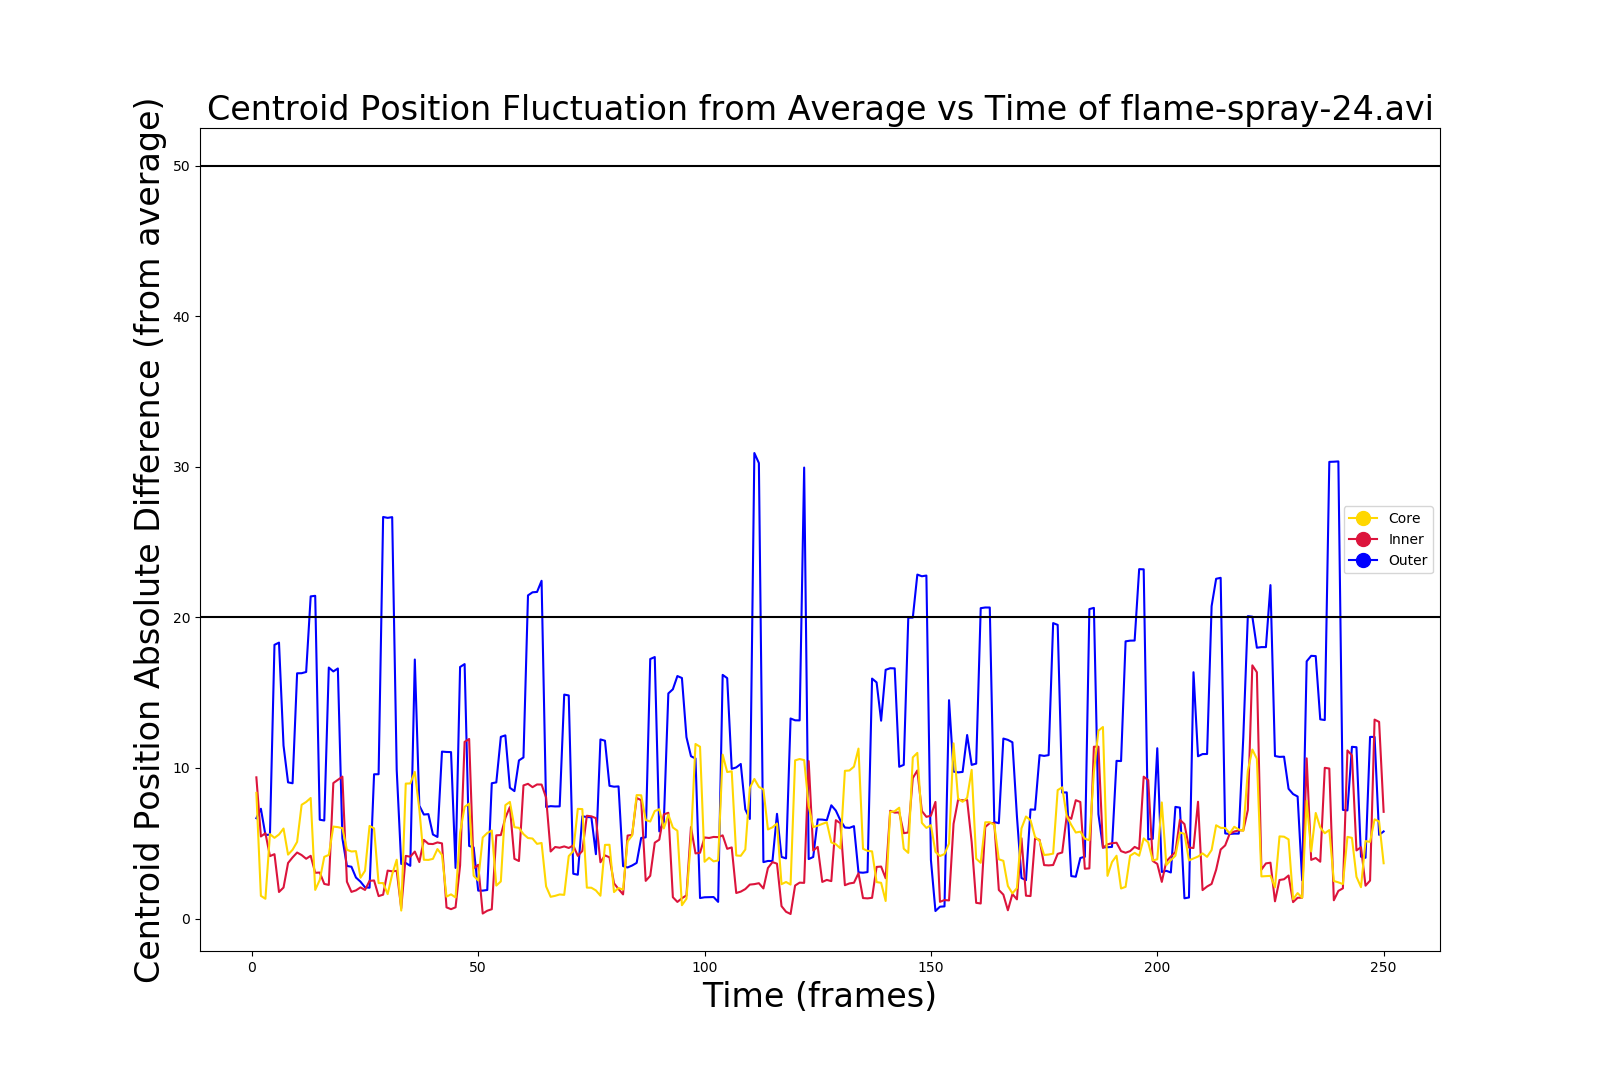 Centroid Position Fluctuation from Average vs Time of flame-spray-24.avi
Centroid Position Absolute Difference (from average)
50
40
30
20
10
0
Core
Inner
Outer
0 50 100 150 200 250
Time (frames)